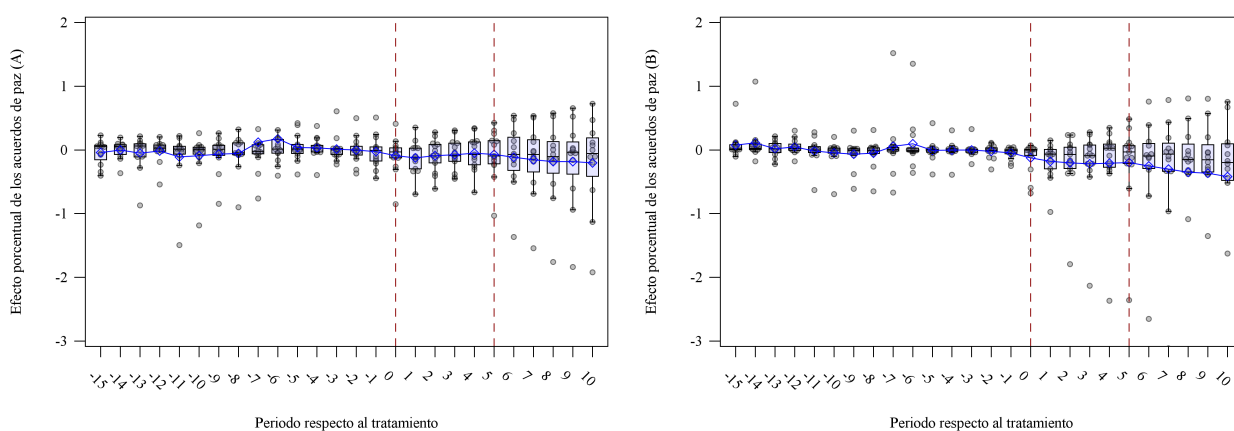 Efecto porcentual de los acuerdos de paz (A)
2
1
0
-1
-2
-3
-15 -14 -13 -12 -11 -10 -9 -8 -7 -6 -5 -4 -3 -2 -1 0 1 2 3 4 5 6 7 8 9 10
Periodo respecto al tratamiento
Efecto porcentual de los acuerdos de paz (B)
2
1
0
-1
-2
-3
-15 -14 -13 -12 -11 -10 -9 -8 -7 -6 -5 -4 -3 -2 -1 0 1 2 3 4 5 6 7 8 9 10
Periodo respecto al tratamiento